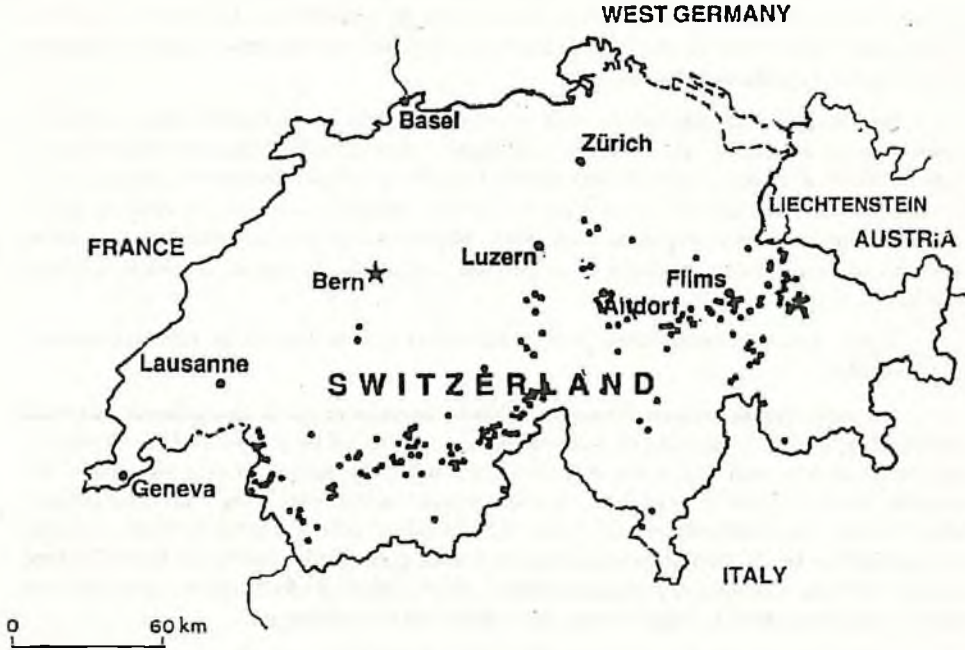 WEST GERMANY
Basel
Zürich
LIECHTENSTEIN
FRANCE
AUSTRiA
Luzern
Bern
Flims
Altdorf
Lausanne
SWITZERLAND
Geneva
ITALY
0 60 km